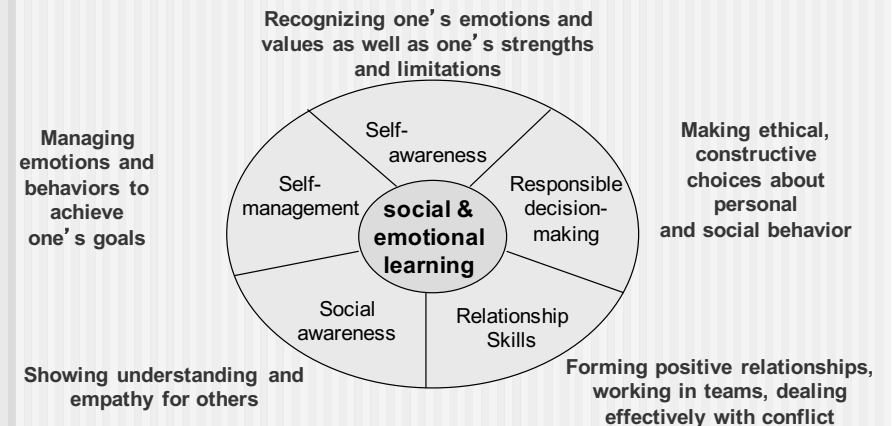 Recognizing one’s emotions and
values as well as one’s strengths
and limitations
Managing
emotions and
behaviors to
achieve
one’s goals
Self-
awareness
Making ethical,
constructive
choices about
personal
and social behavior
Self-
management
social &
emotional
learning
Responsible
decision-
making
Social
awareness
Relationship
Skills
Showing understanding and
empathy for others
Forming positive relationships,
working in teams, dealing
effectively with conflict